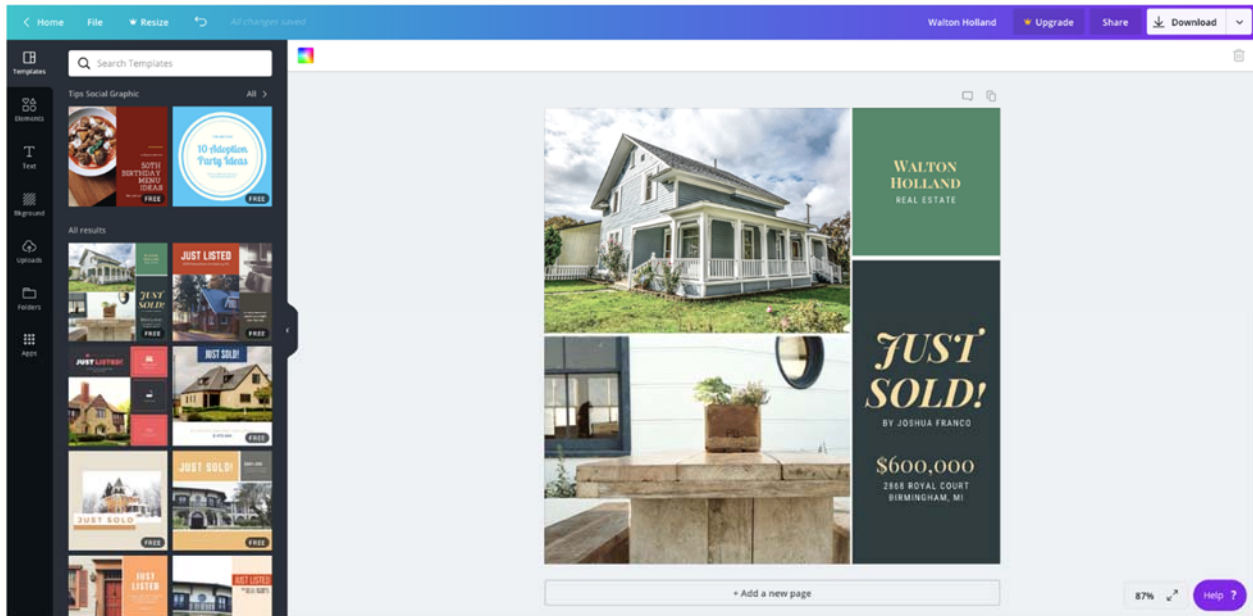 Home File Resize All changes saved Walton Holland Upgrade Share Download
Templates
Elements
Text
Bkground
Uploads
Folders
Apps
Search Templates
Tips Social Graphic All
50TH
BIRTHDAY
MENU
IDEAS
FREE
10 Adoption
Party Ideas
FREE
All results
WALTON
HOLLAND
JUST
SOLD!
FREE
JUST LISTED
FREE
JUST LISTED!
JUST SOLD!
FREE
JUST SOLD
FREE
JUST SOLD!
FREE
JUST
LISTED
JUST LISTED
WALTON
HOLLAND
REAL ESTATE
JUST
SOLD!
BY JOSHUA FRANCO
$600,000
2868 ROYAL COURT
BIRMINGHAM, MI
+ Add a new page
87% Help ?